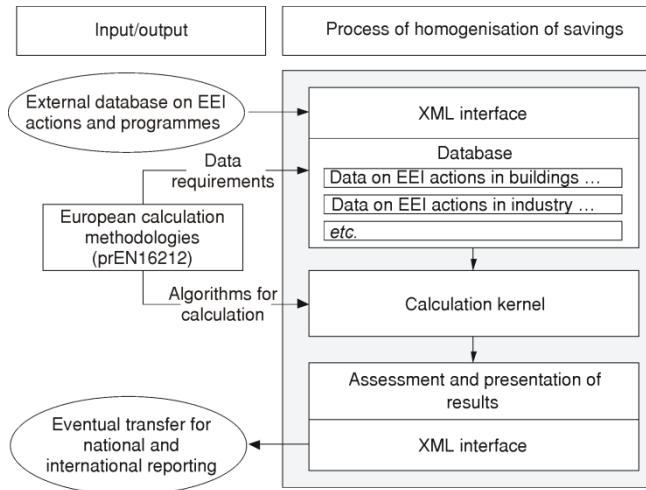 Input/output
Process of homogenisation of savings
External database on EEI
actions and programmes
XML interface
Data
requirements
Database
Data on EEI actions in buildings ...
Data on EEI actions in industry ...
etc.
European calculation
methodologies
(prEN16212)
Algorithms for
calculation
Calculation kernel
Assessment and presentation of
results
Eventual transfer for
national and
international reporting
XML interface